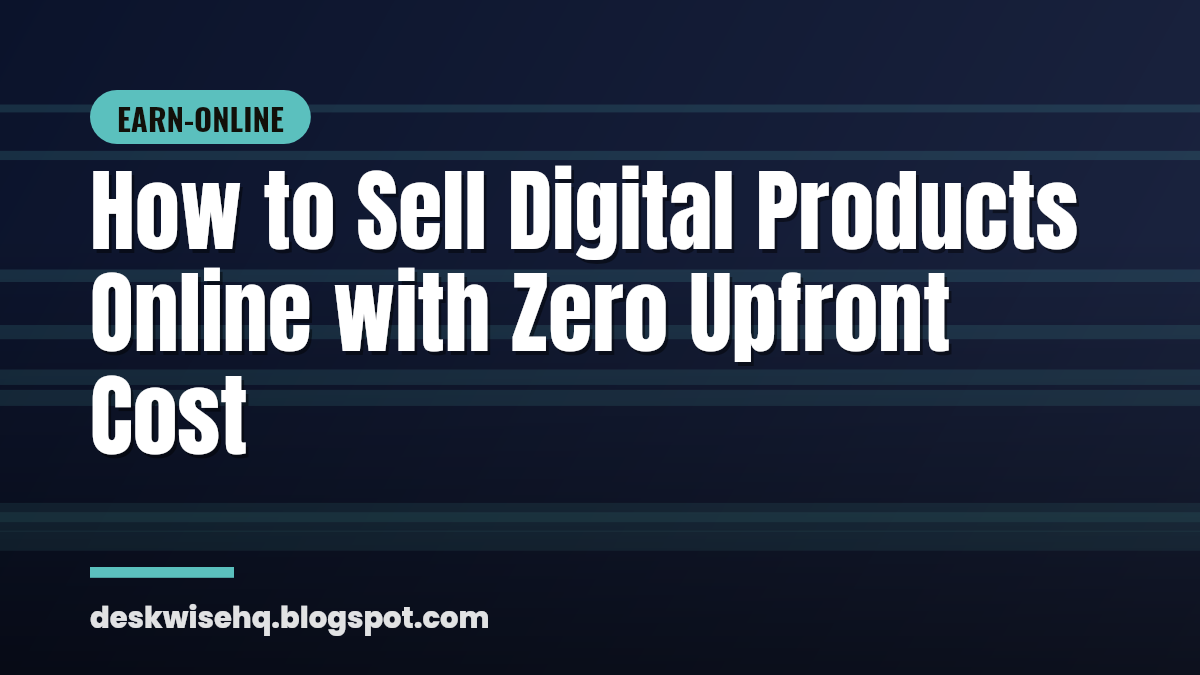 EARN-ONLINE
How to Sell Digital Products
Online with Zero Upfront
Cost
deskwisehq.blogspot.com